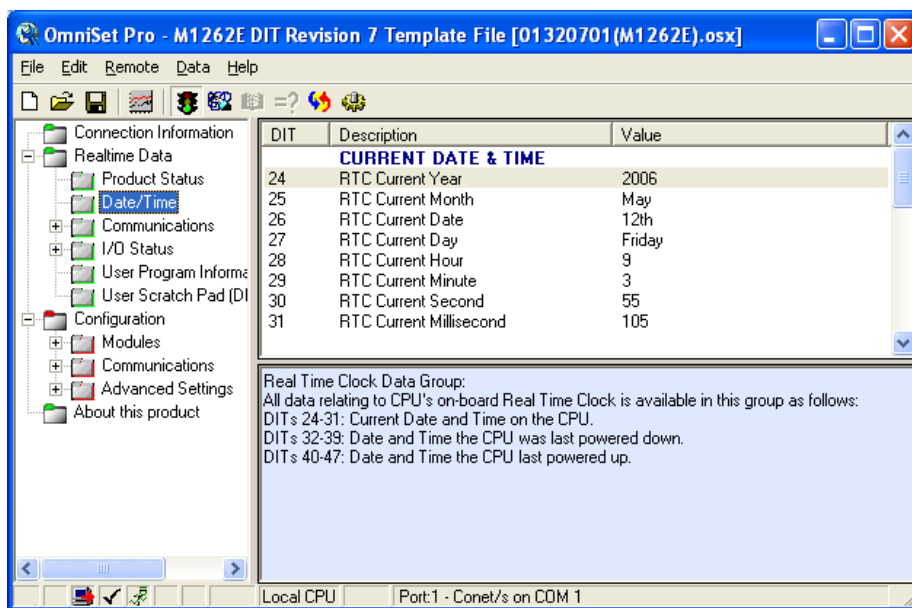 OmniSet Pro - M1262E DIT Revision 7 Template File [01320701(M1262E).osx]
File Edit Remote Data Help
=?
Connection Information
Realtime Data
Product Status
Date/Time
Communications
I/O Status
User Program Informa
User Scratch Pad (DI
Configuration
Modules
Communications
Advanced Settings
About this product
DIT Description Value
CURRENT DATE & TIME
24 RTC Current Year 2006
25 RTC Current Month May
26 RTC Current Date 12th
27 RTC Current Day Friday
28 RTC Current Hour 9
29 RTC Current Minute 3
30 RTC Current Second 55
31 RTC Current Millisecond 105
Real Time Clock Data Group:
All data relating to CPU's on-board Real Time Clock is available in this group as follows:
DITs 24-31: Current Date and Time on the CPU.
DITs 32-39: Date and Time the CPU was last powered down.
DITs 40-47: Date and Time the CPU last powered up.
Local CPU Port:1 - Conet/s on COM 1